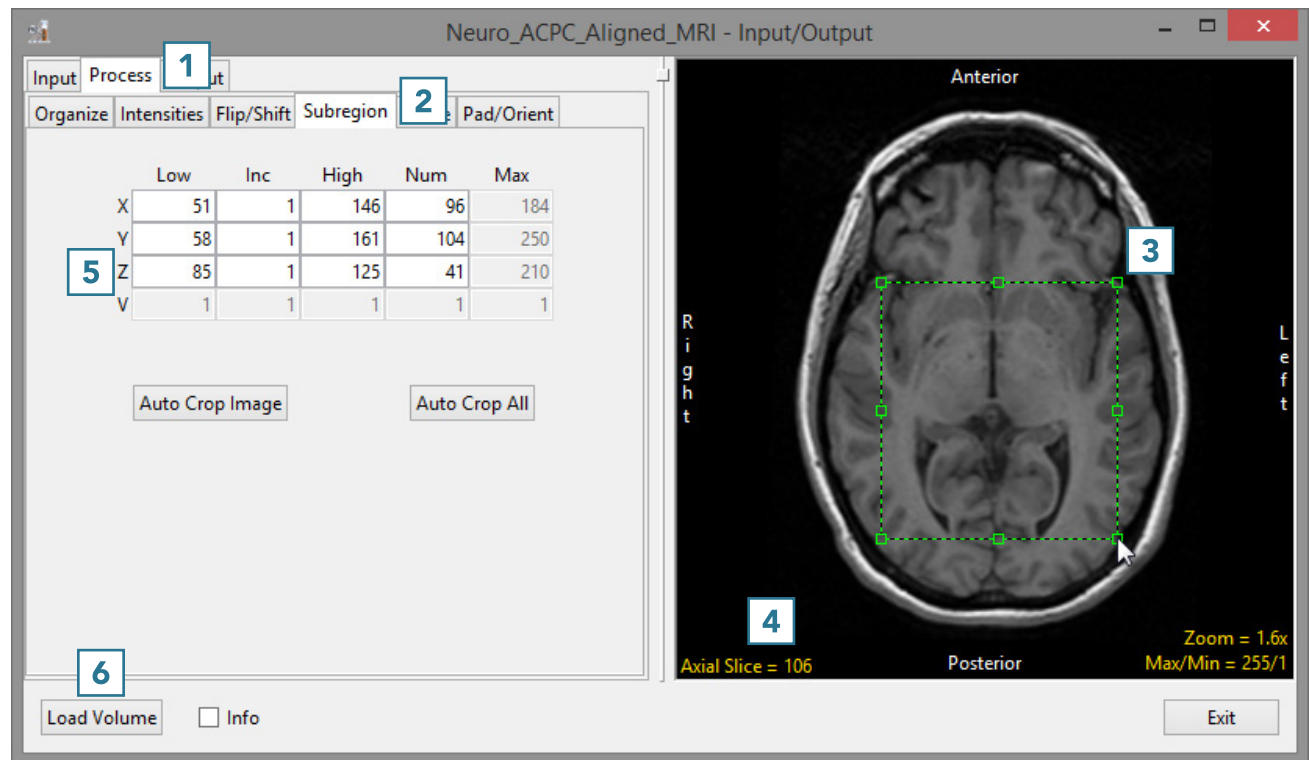 Neuro_ACPC_Aligned_MRI - Input/Output
Input Process 1 ut
Organize Intensities Flip/Shift Subregion 2 e Pad/Orient
Low Inc High Num Max
X 51 1 146 96 184
Y 58 1 161 104 250
5 Z 85 1 125 41 210
V 1 1 1 1 1
Auto Crop Image Auto Crop All
6
Load Volume Info
Anterior
3
Right
Left
4
Axial Slice = 106
Posterior
Zoom = 1.6x
Max/Min = 255/1
Exit